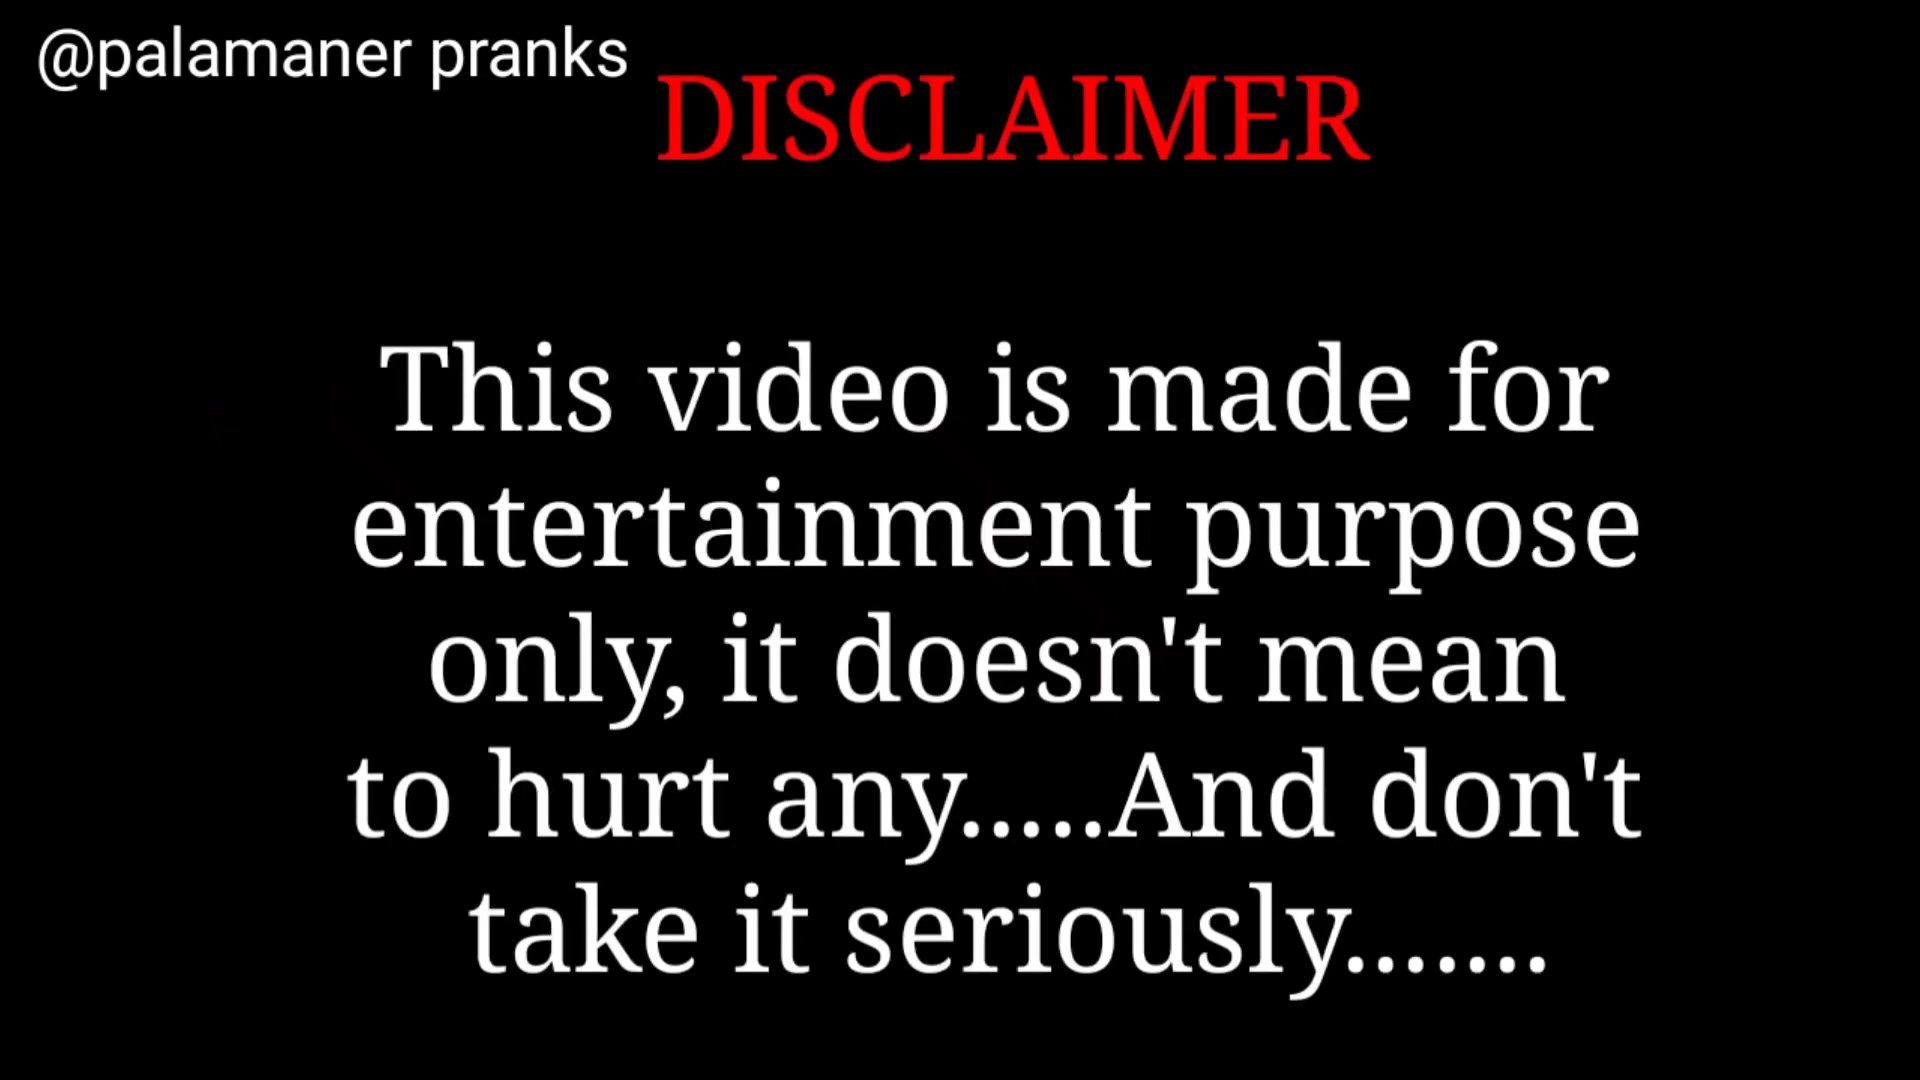 @palamaner pranks
DISCLAIMER
This video is made for
entertainment purpose
only, it doesn't mean
to hurt any.....And don't
take it seriously.......